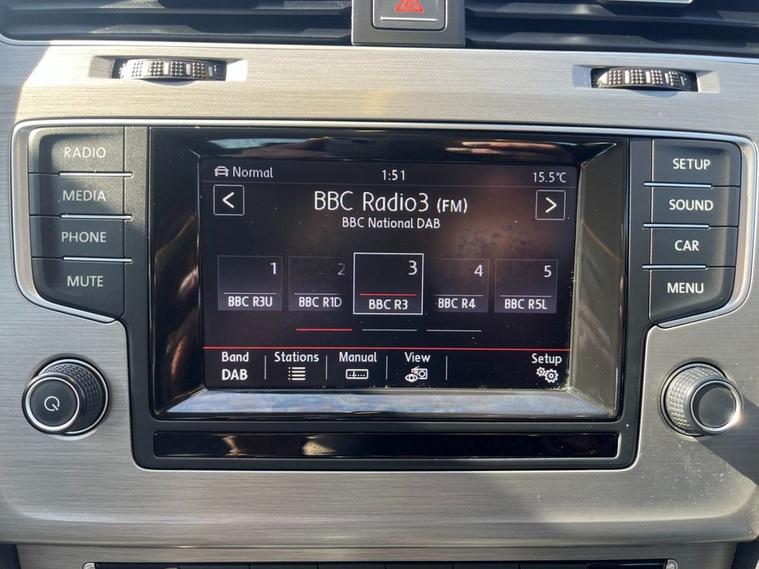 RADIO
MEDIA
PHONE
MUTE
Normal 1:51 15.5°C
< BBC Radio3 (FM) >
BBC National DAB
1 2 3 4 5
BBC R3U BBC R1D BBC R3 BBC R4 BBC R5L
Band Stations Manual View Setup
DAB
SETUP
SOUND
CAR
MENU